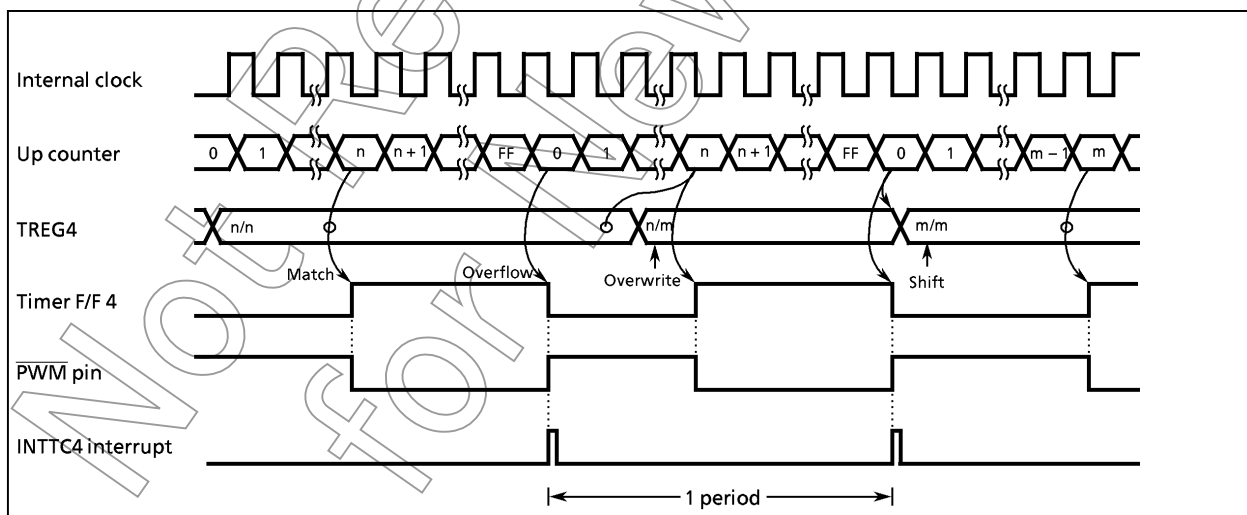 Internal clock
Up counter
0 1 n n + 1 FF 0 1 n n + 1 FF 0 1 m − 1 m
TREG4
n/n n/m m/m
Match Overflow Overwrite Shift
Timer F/F 4
PWM pin
INTTC4 interrupt
1 period